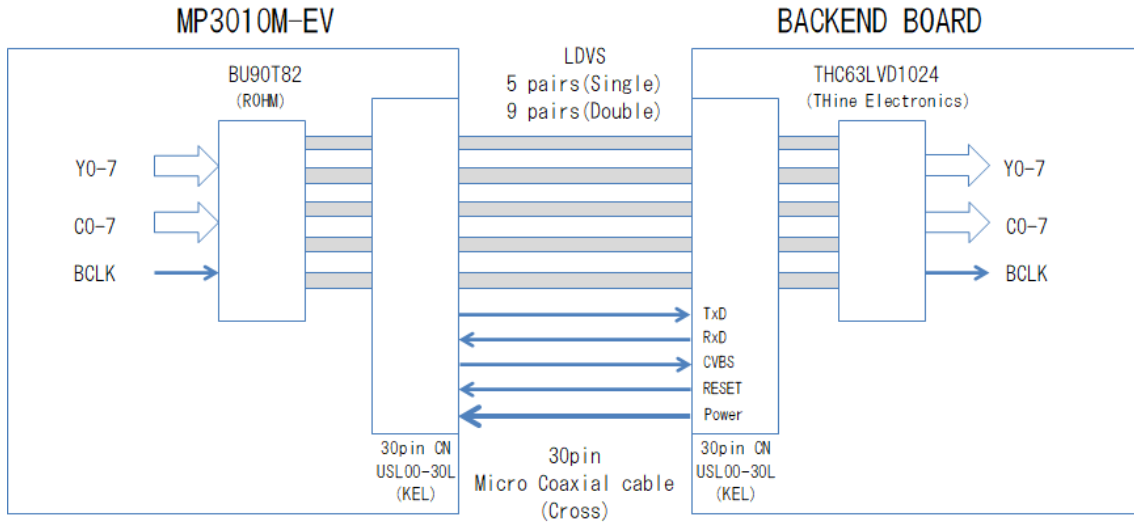 MP3010M-EV
BACKEND BOARD
BU90T82
(ROHM)
LDVS
5 pairs(Single)
9 pairs(Double)
THC63LVD1024
(THine Electronics)
Y0-7
C0-7
BCLK
Y0-7
C0-7
BCLK
TxD
RxD
CVBS
RESET
Power
30pin CN
USL00-30L
(KEL)
30pin
Micro Coaxial cable
(Cross)
30pin CN
USL00-30L
(KEL)